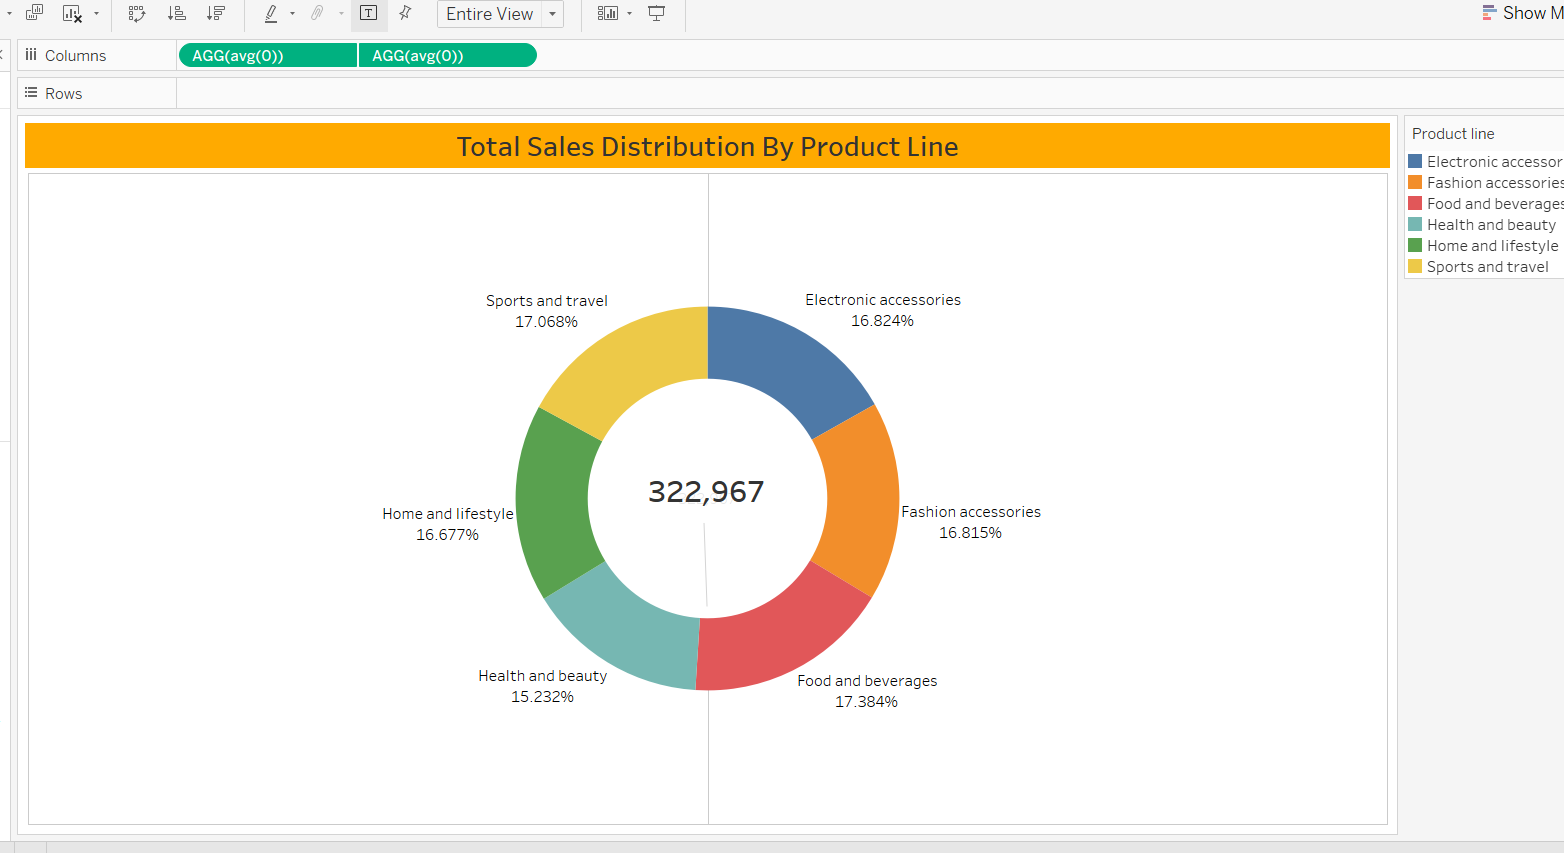 Entire View
Show M
Columns
AGG(avg(0))
AGG(avg(0))
Rows
Total Sales Distribution By Product Line
Product line
Electronic accessor
Fashion accessories
Food and beverages
Health and beauty
Home and lifestyle
Sports and travel
Sports and travel
17.068%
Electronic accessories
16.824%
322,967
Home and lifestyle
16.677%
Fashion accessories
16.815%
Health and beauty
15.232%
Food and beverages
17.384%